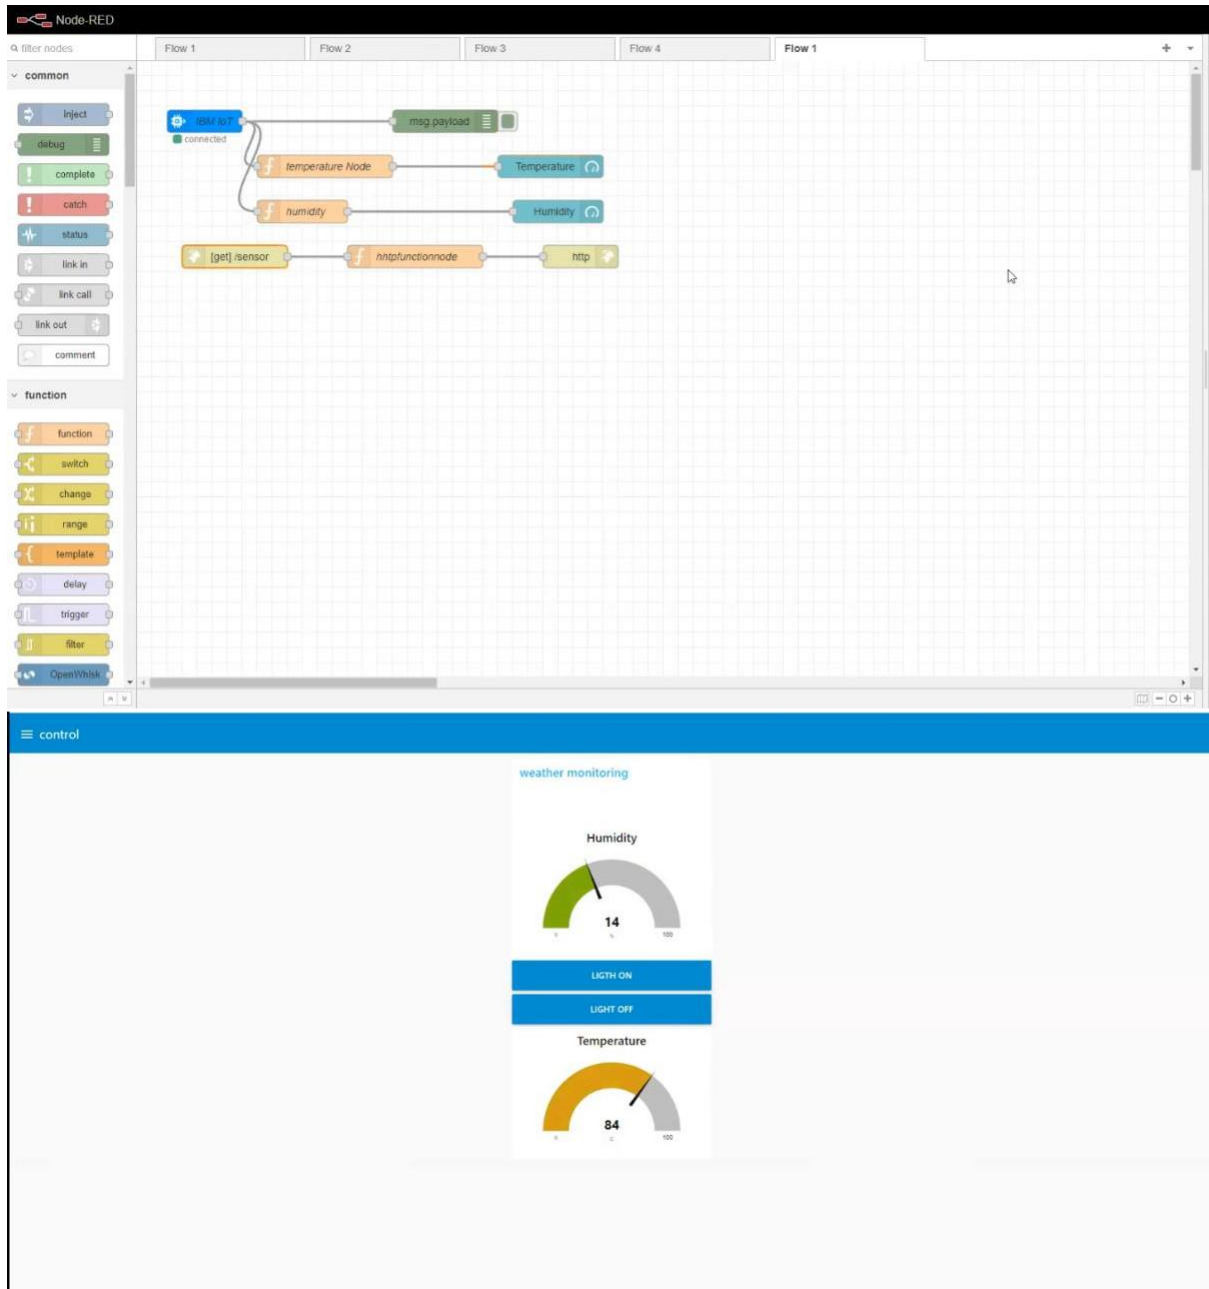 Node-RED
filter nodes
Flow 1
Flow 2
Flow 3
Flow 4
Flow 1
common
Inject
debug
complete
catch
status
link in
link call
link out
comment
function
function
switch
change
range
template
delay
trigger
filter
OpenWhisk
IBM IoT
connected
msg.payload
temperature Node
Temperature
humidity
Humidity
[get] /sensor
hhtpfunctionnode
http
control
weather monitoring
Humidity
14
%
100
LIGTH ON
LIGHT OFF
Temperature
84
C
100